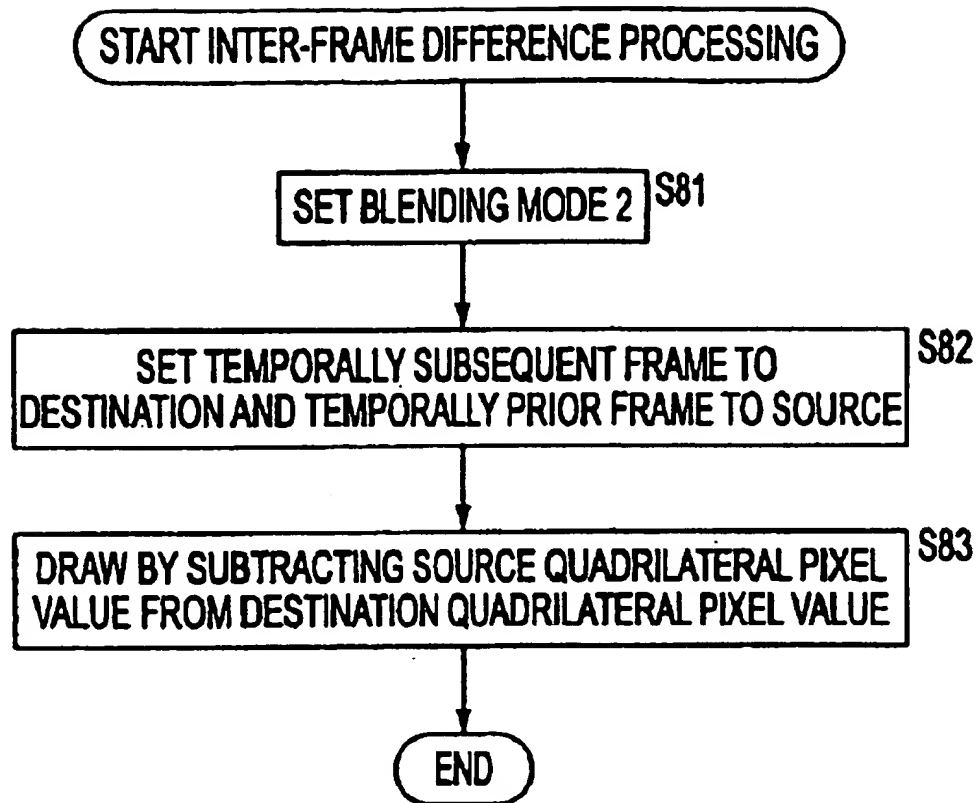 START INTER-FRAME DIFFERENCE PROCESSING
SET BLENDING MODE 2
S81
SET TEMPORALLY SUBSEQUENT FRAME TO
DESTINATION AND TEMPORALLY PRIOR FRAME TO SOURCE
S82
DRAW BY SUBTRACTING SOURCE QUADRILATERAL PIXEL
VALUE FROM DESTINATION QUADRILATERAL PIXEL VALUE
S83
END